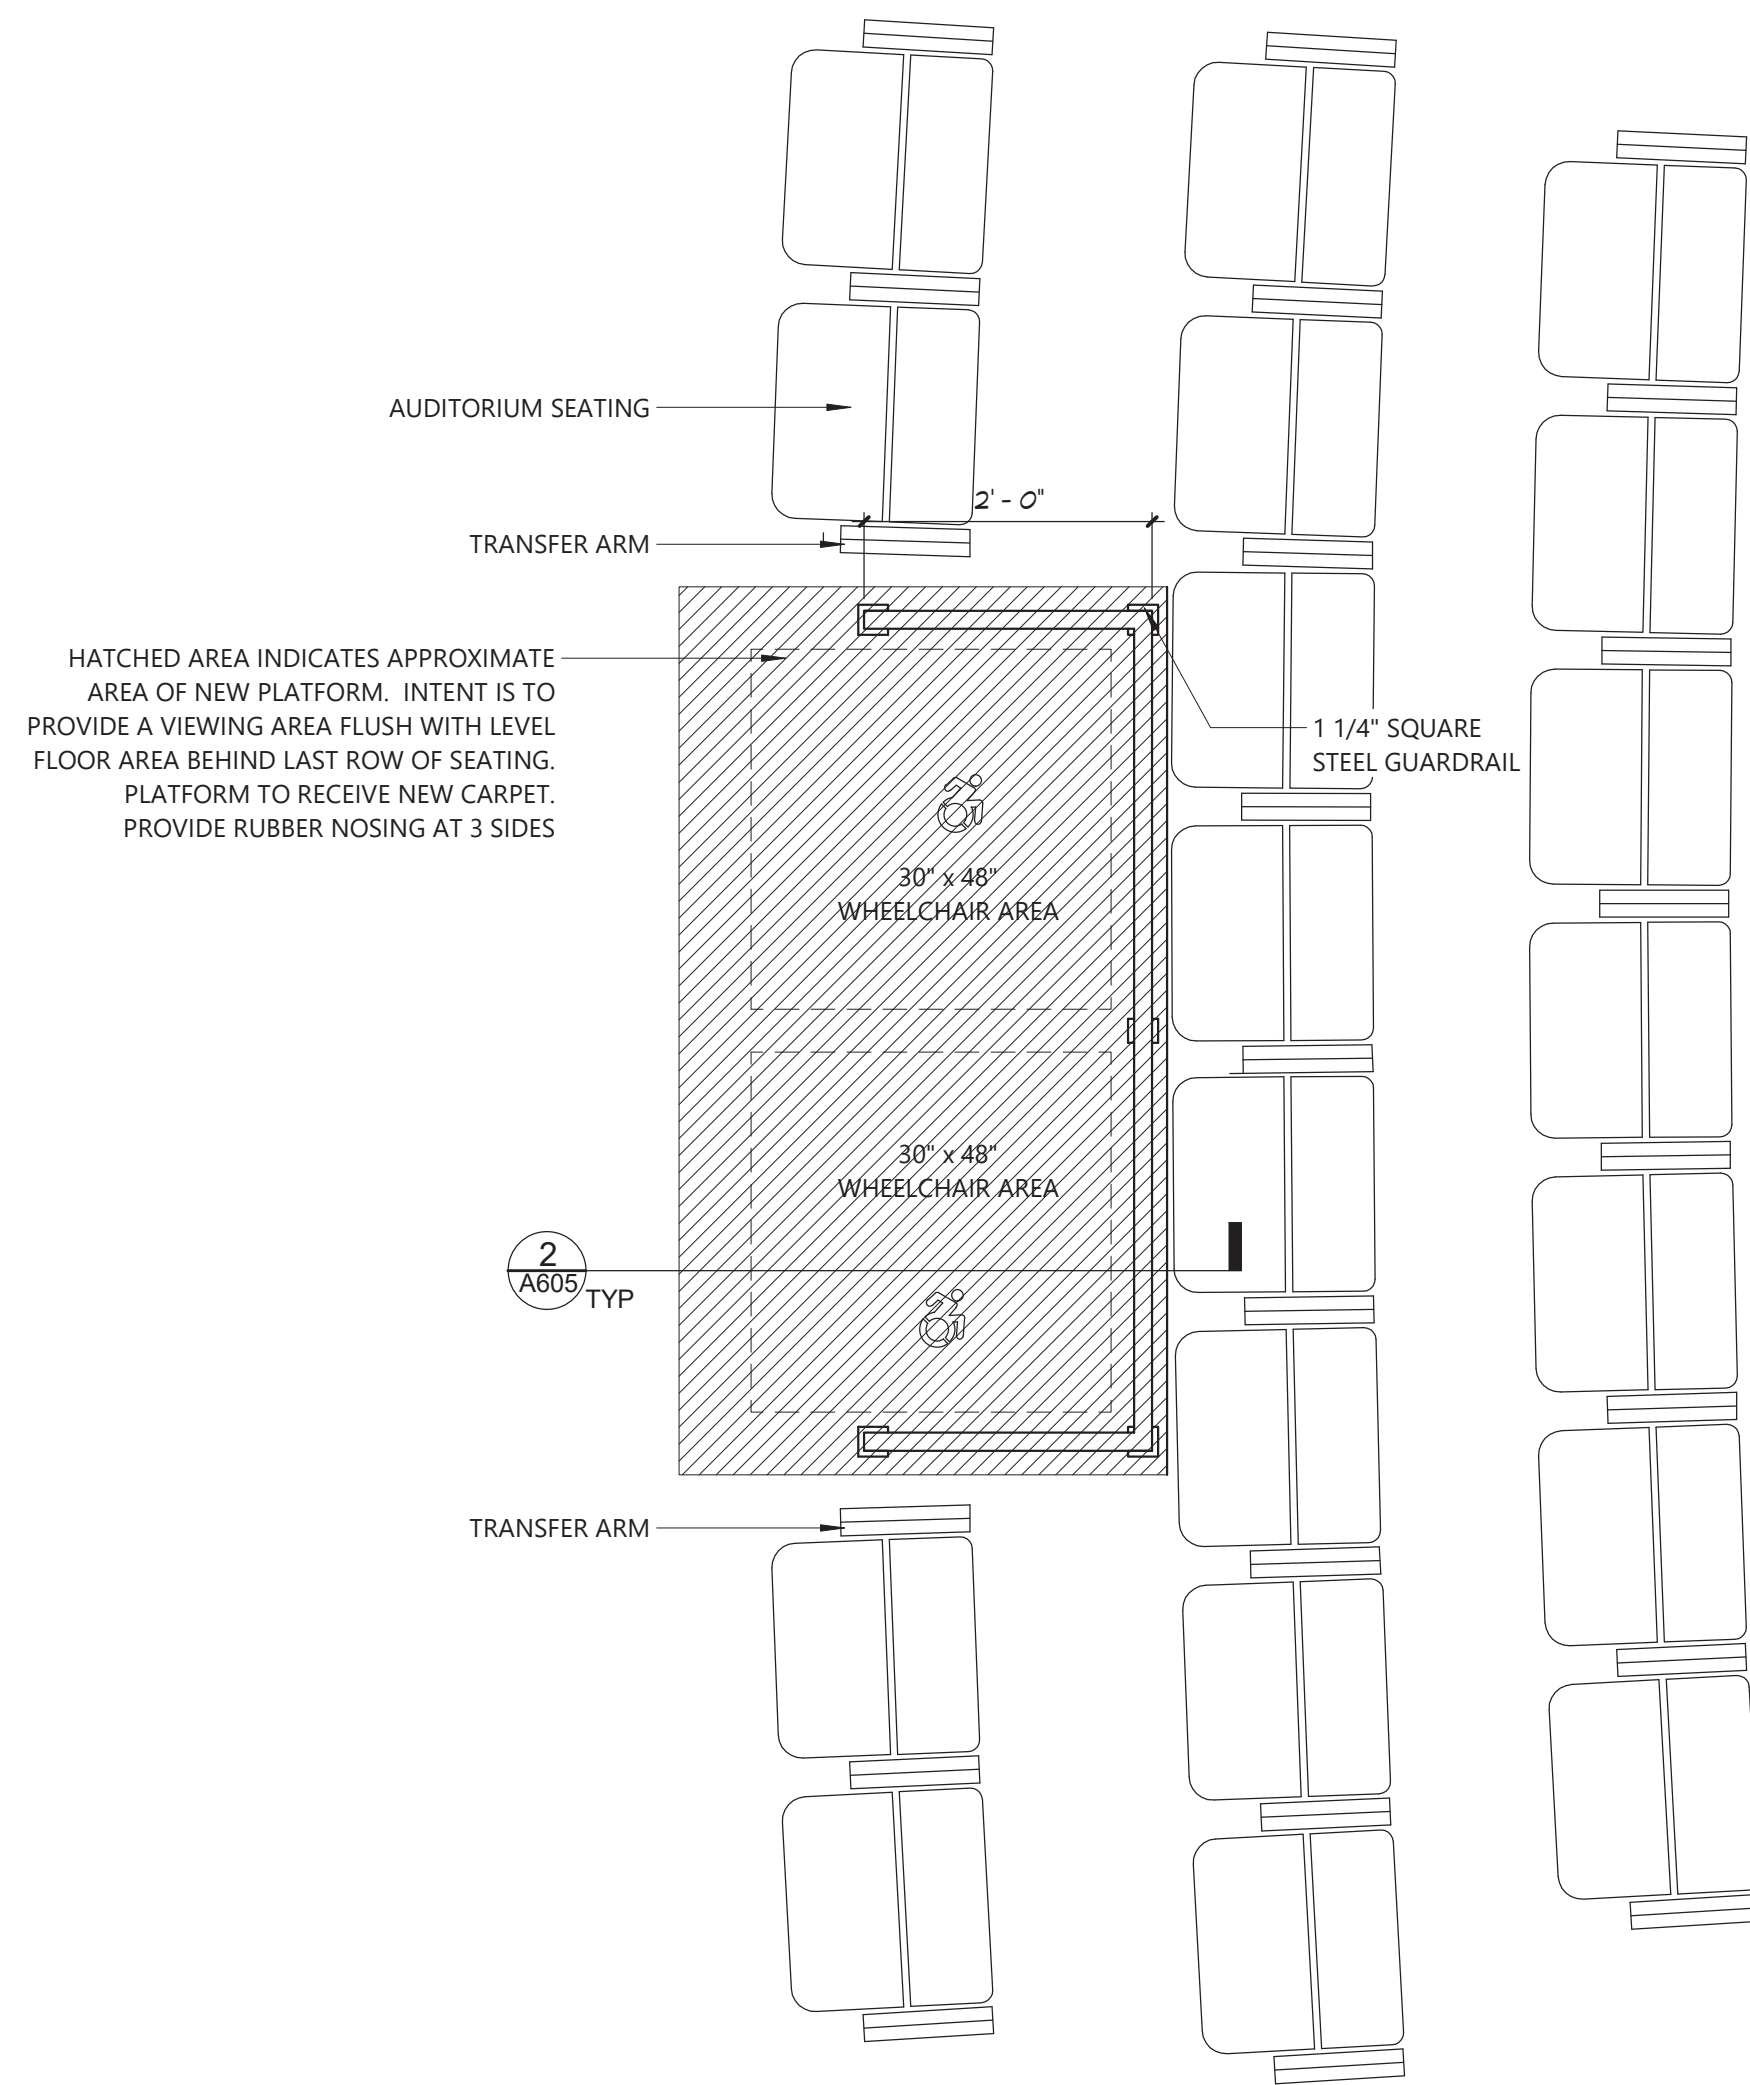 AUDITORIUM SEATING
2' - 0"
TRANSFER ARM
HATCHED AREA INDICATES APPROXIMATE
AREA OF NEW PLATFORM. INTENT IS TO
PROVIDE A VIEWING AREA FLUSH WITH LEVEL
FLOOR AREA BEHIND LAST ROW OF SEATING.
PLATFORM TO RECEIVE NEW CARPET.
PROVIDE RUBBER NOSING AT 3 SIDES
1 1/4" SQUARE
STEEL GUARDRAIL
30" x 48"
WHEELCHAIR AREA
30" x 48"
WHEELCHAIR AREA
2
A605
TYP
TRANSFER ARM